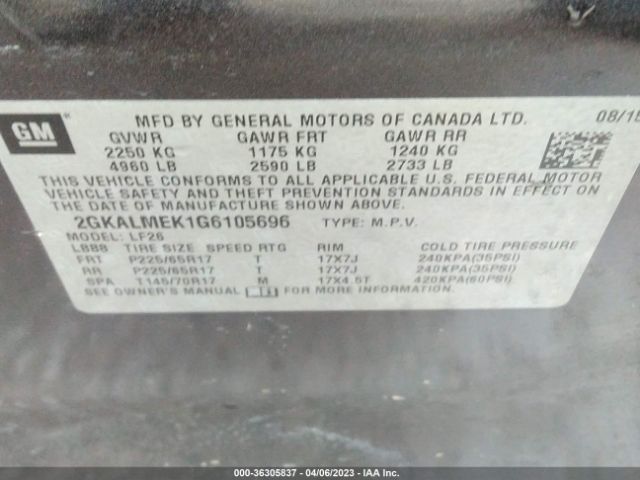 GM
MFD BY GENERAL MOTORS OF CANADA LTD. 08/15
GVWR GAWR FRT GAWR RR
2250 KG 1175 KG 1240 KG
4960 LB 2590 LB 2733 LB
THIS VEHICLE CONFORMS TO ALL APPLICABLE U.S. FEDERAL MOTOR
VEHICLE SAFETY AND THEFT PREVENTION STANDARDS IN EFFECT ON
THE DATE OF MANUFACTURE SHOWN ABOVE.
2GKALMEK1G6105696 TYPE: M.P.V.
MODEL: LF26
LBBB TIRE SIZE SPEED RTG RIM COLD TIRE PRESSURE
FRT P225/65R17 T 17X7J 240KPA(35PSI)
RR P225/65R17 T 17X7J 240KPA(35PSI)
SPA T145/70R17 M 17X4.5T 420KPA(60PSI)
SEE OWNER'S MANUAL FOR MORE INFORMATION.
000-36305837 | 04/06/2023 | IAA Inc.